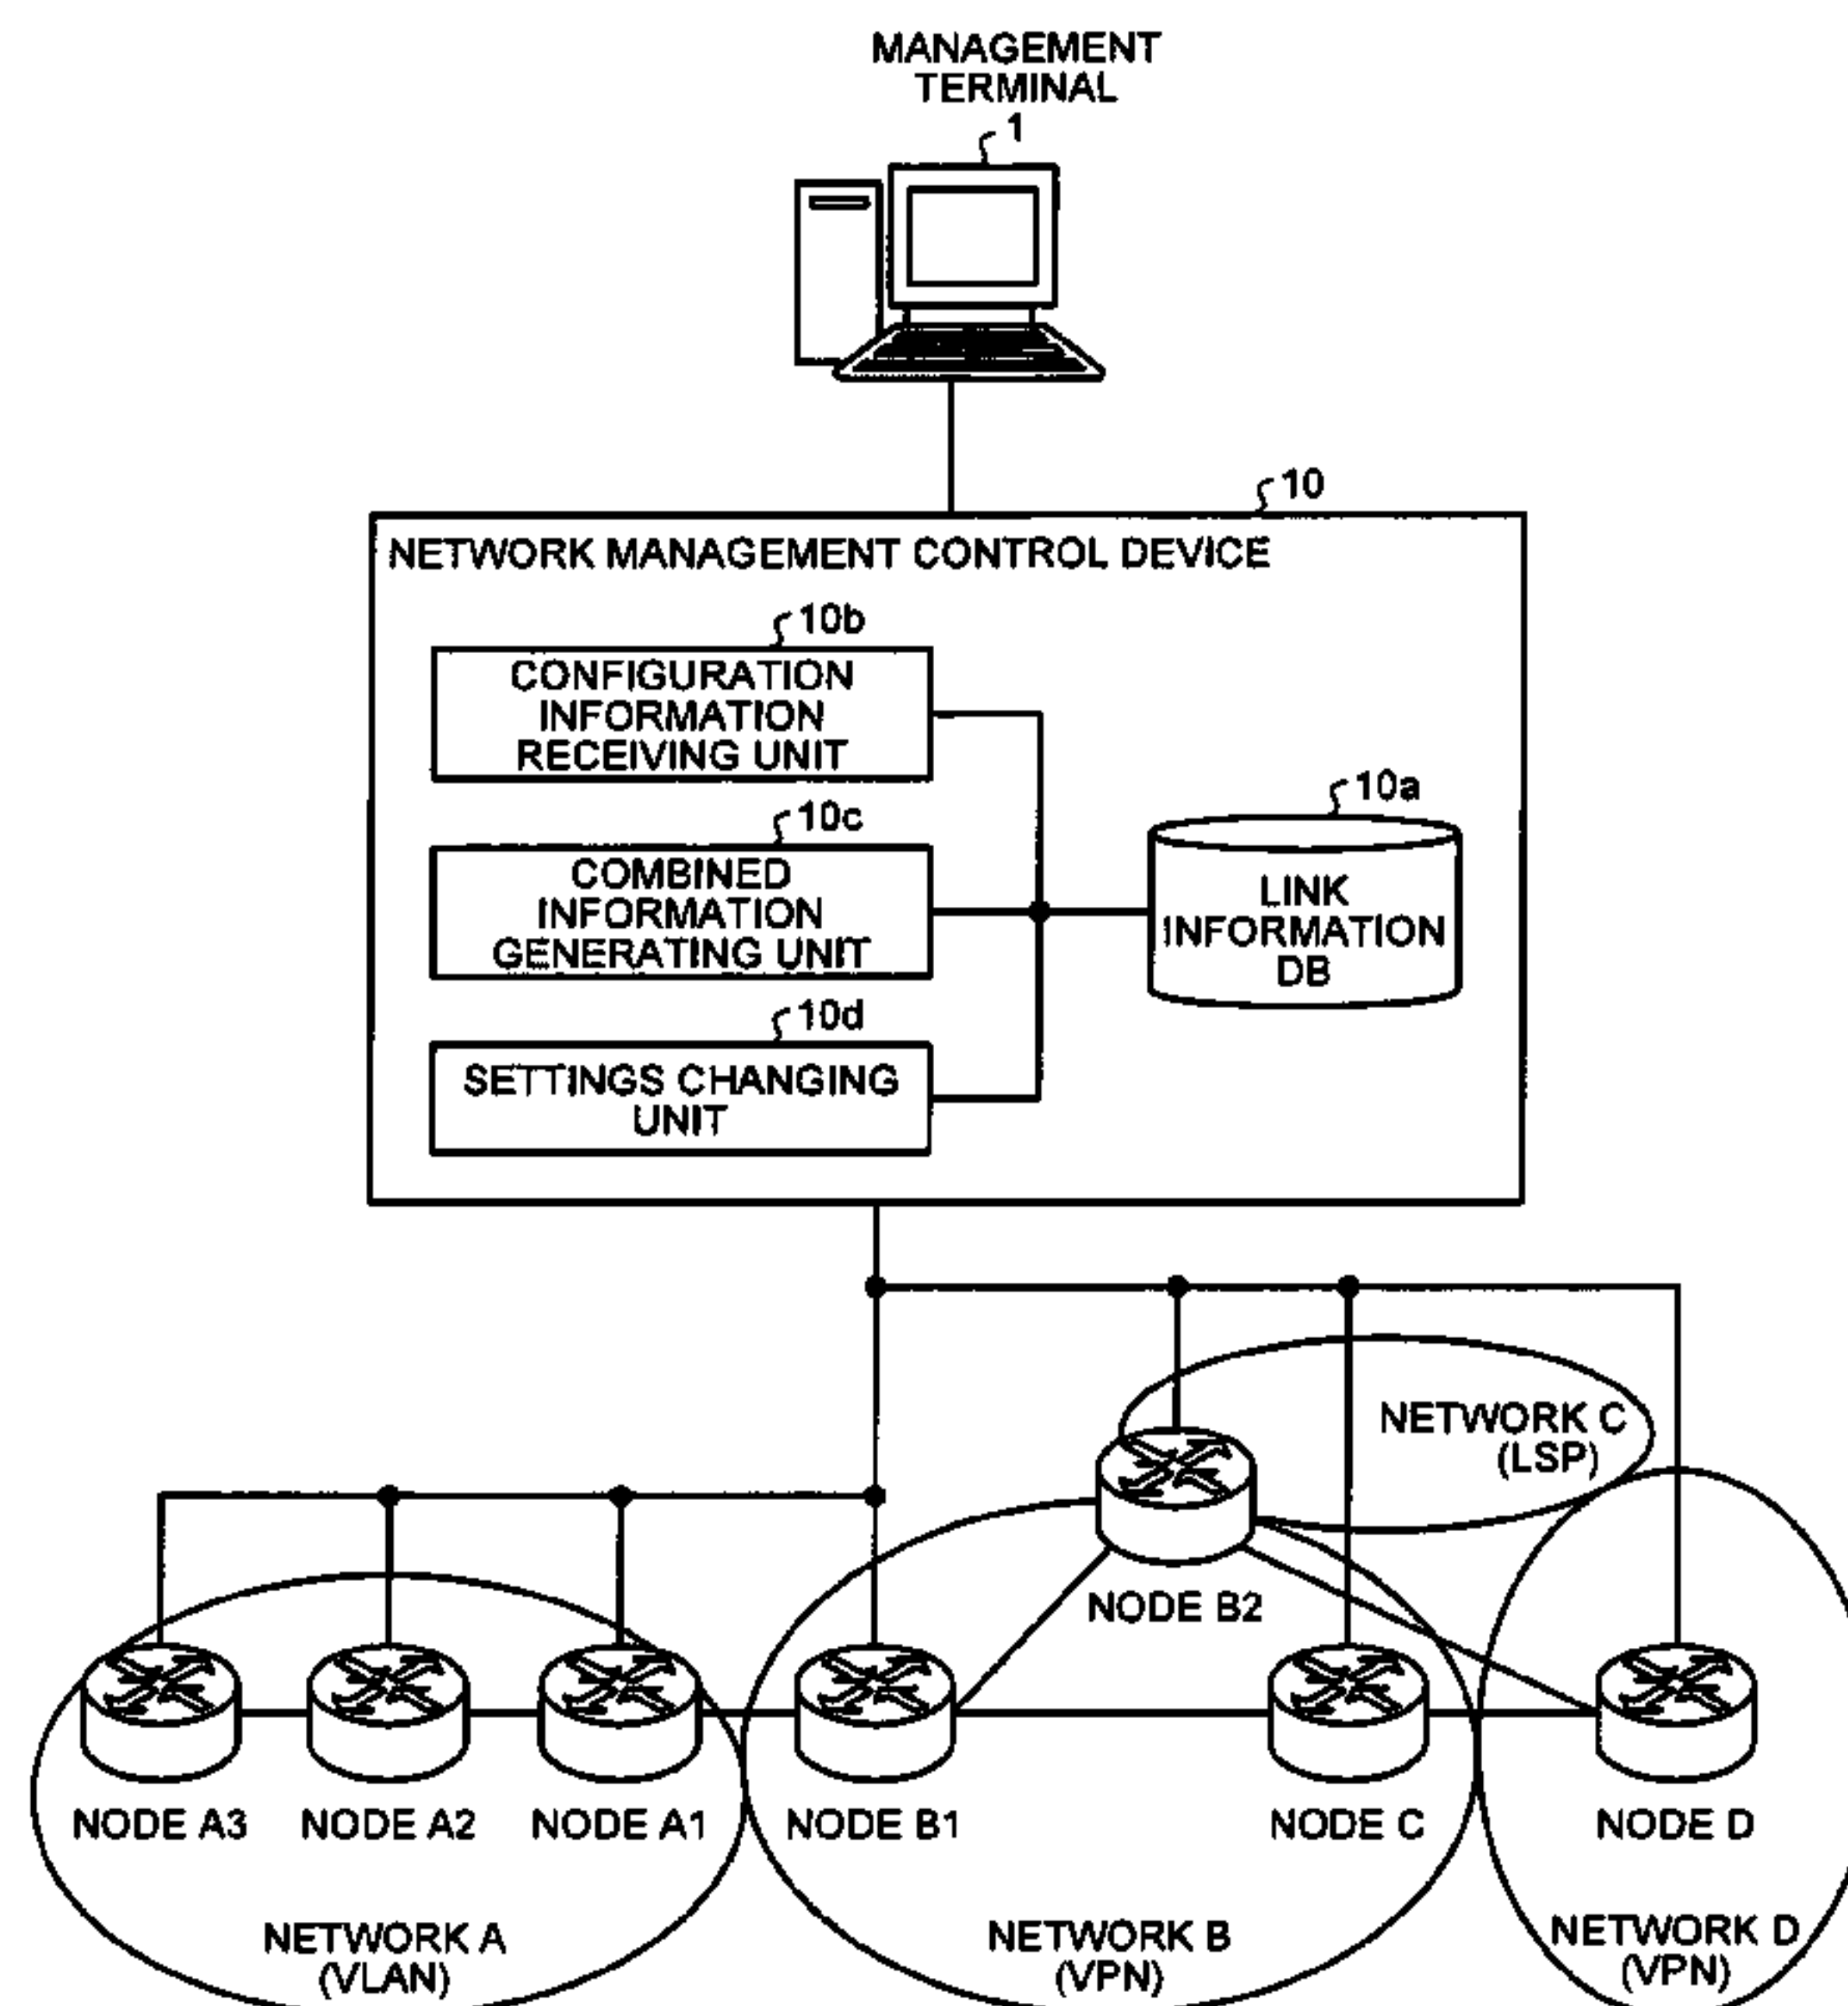 MANAGEMENT
TERMINAL
1
10
NETWORK MANAGEMENT CONTROL DEVICE
10b
CONFIGURATION
INFORMATION
RECEIVING UNIT
10a
10c
COMBINED
INFORMATION
GENERATING UNIT
LINK
INFORMATION
DB
10d
SETTINGS CHANGING
UNIT
NETWORK C
(LSP)
NODE B2
NODE A3
NODE A2
NODE A1
NODE B1
NODE C
NODE D
NETWORK A
(VLAN)
NETWORK B
(VPN)
NETWORK D
(VPN)